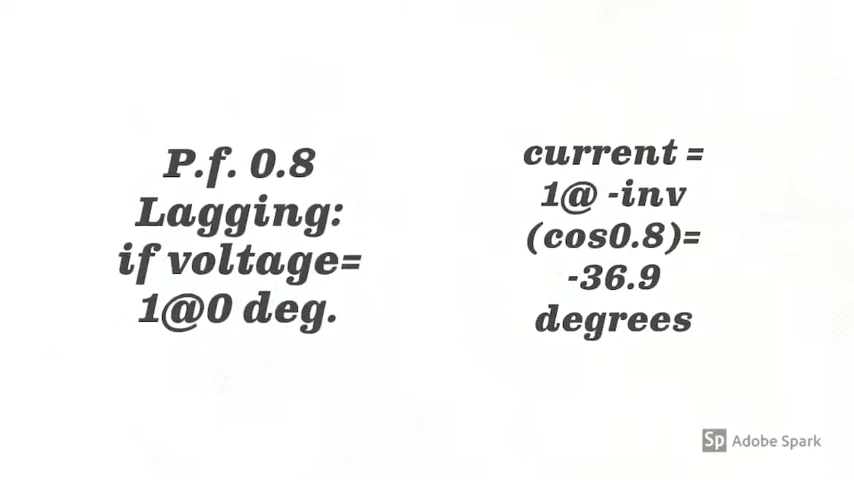 P.f. 0.8
Lagging:
if voltage=
1@0 deg.
current =
1@ -inv
(cos0.8)=
-36.9
degrees
Sp Adobe Spark